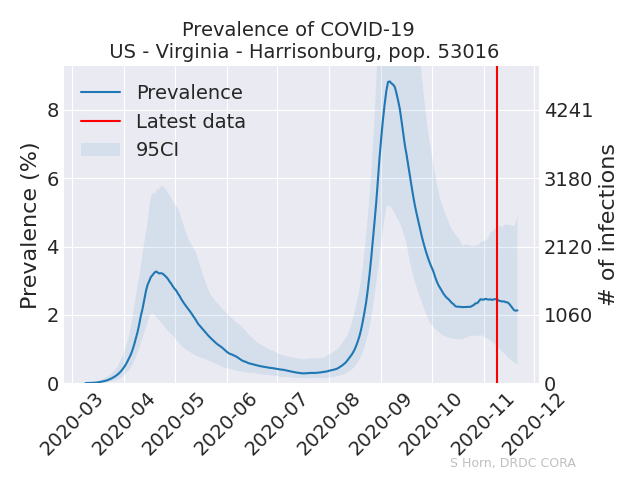 Prevalence of COVID-19
US - Virginia - Harrisonburg, pop. 53016
Prevalence
Latest data
95CI
Prevalence (%)
8
6
4
2
0
4241
3180
2120
1060
0
# of infections
2020-03
2020-04
2020-05
2020-06
2020-07
2020-08
2020-09
2020-10
2020-11
2020-12
S Horn, DRDC CORA